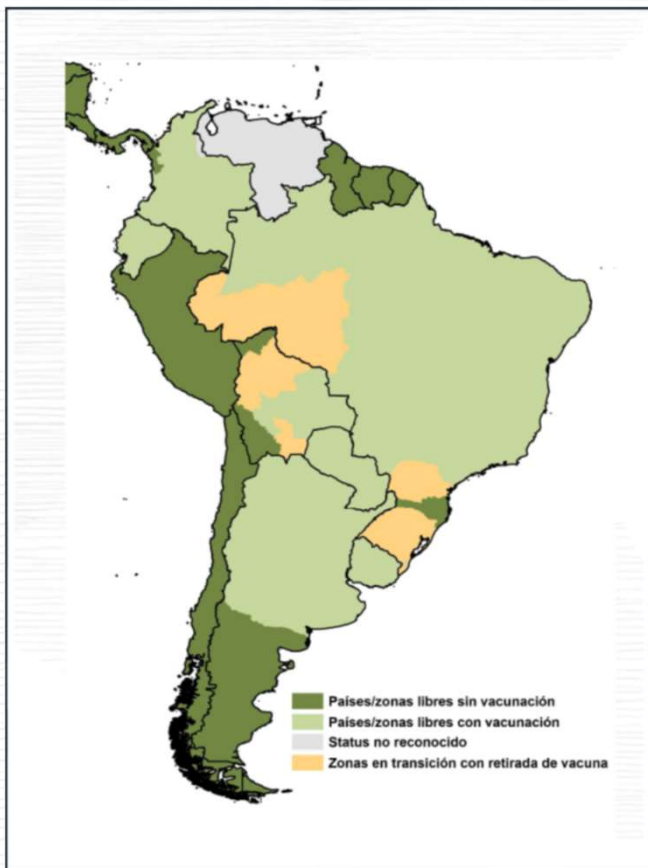 Países/zonas libres sin vacunación
Países/zonas libres con vacunación
Status no reconocido
Zonas en transición con retirada de vacuna